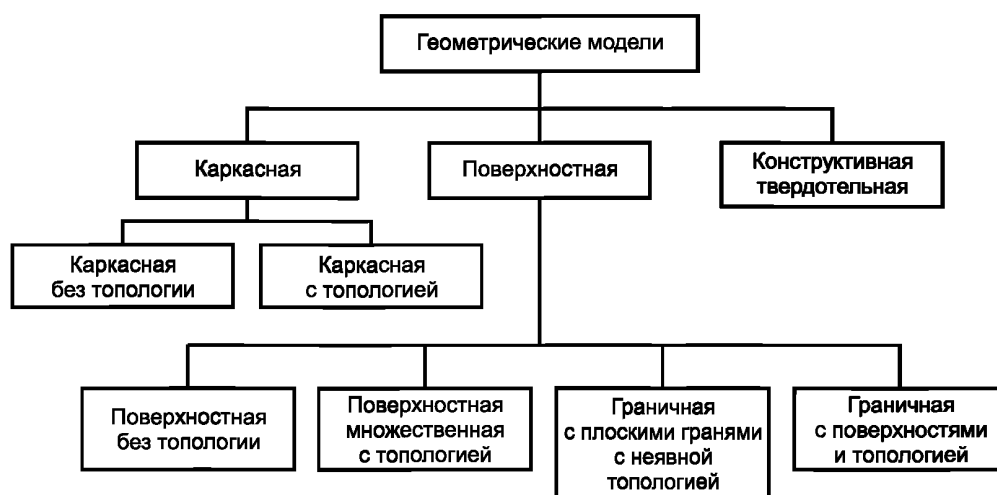 Геометрические модели
Каркасная
Поверхностная
Конструктивная
твердотельная
Каркасная
без топологии
Каркасная
с топологией
Поверхностная
без топологии
Поверхностная
множественная
с топологией
Граничная
с плоскими гранями
с неявной
топологией
Граничная
с поверхностями
и топологией